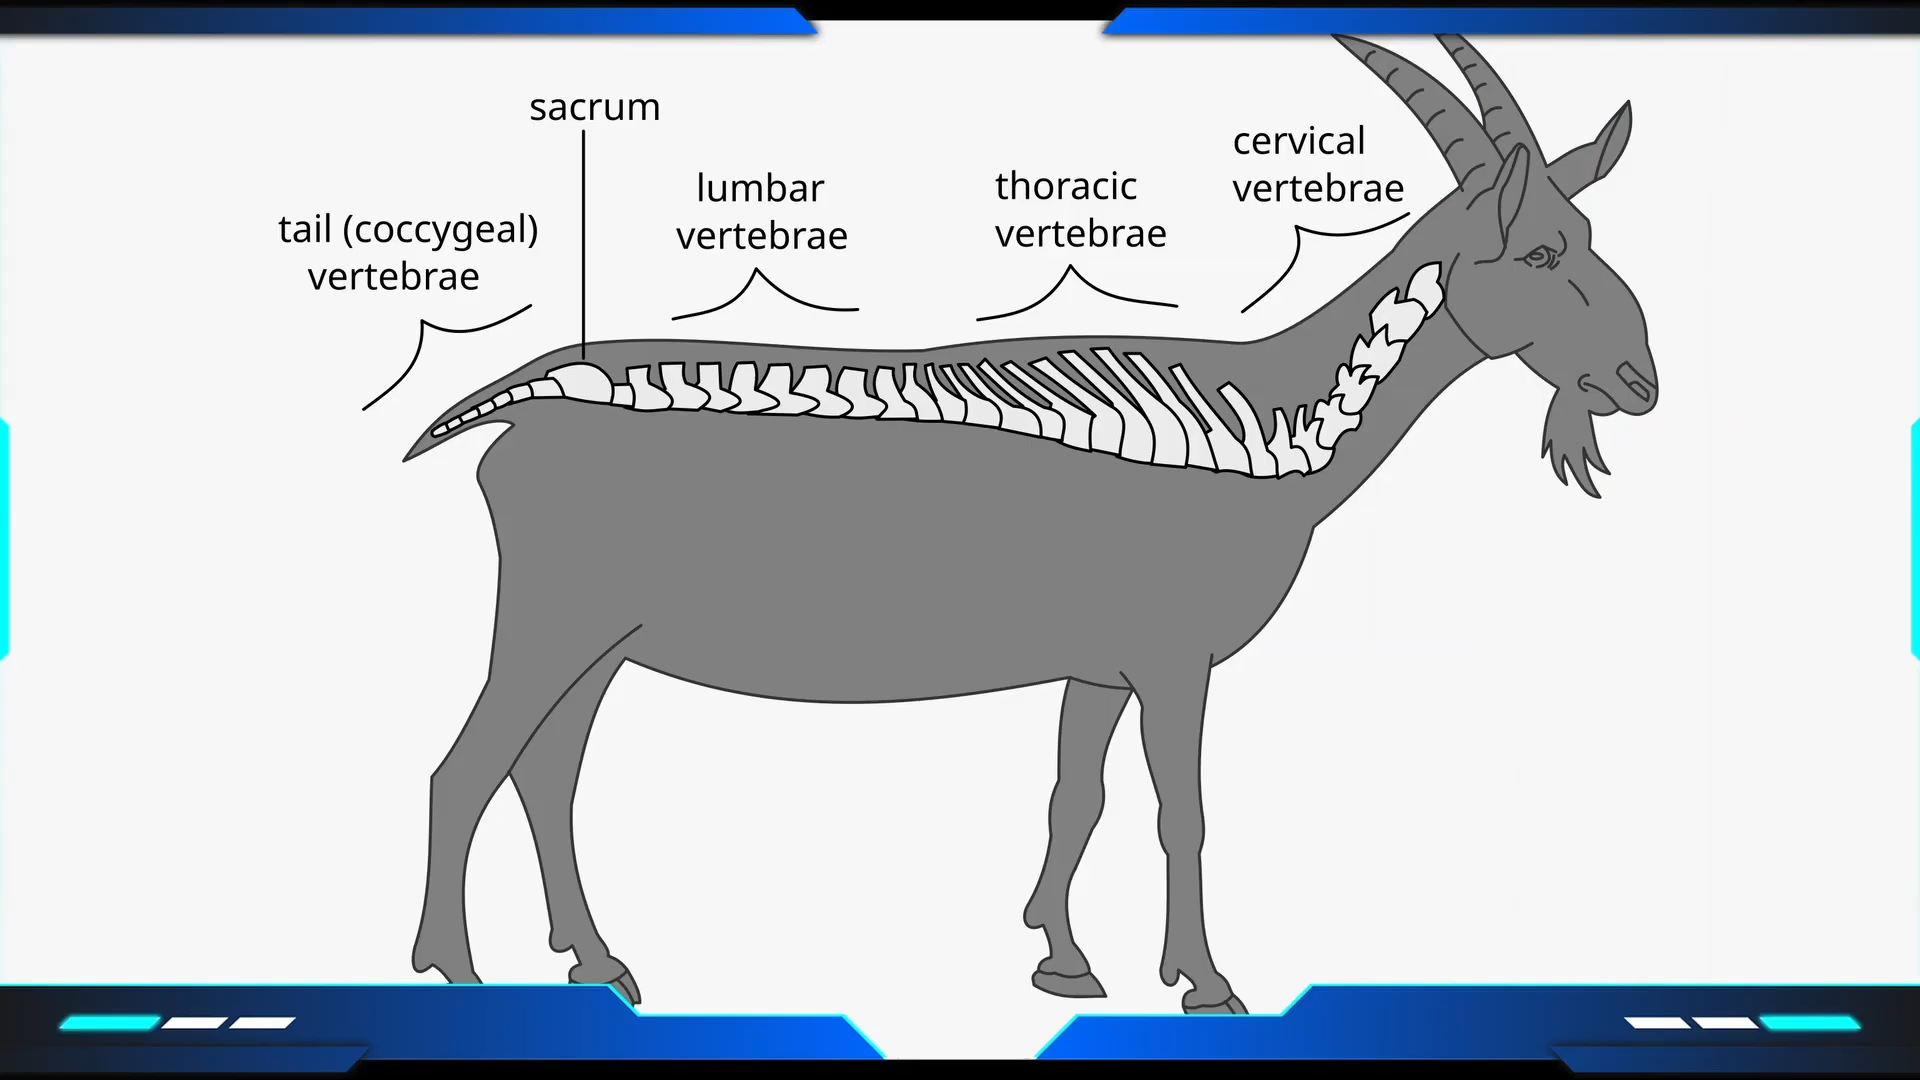 sacrum
tail (coccygeal)
vertebrae
lumbar
vertebrae
thoracic
vertebrae
cervical
vertebrae